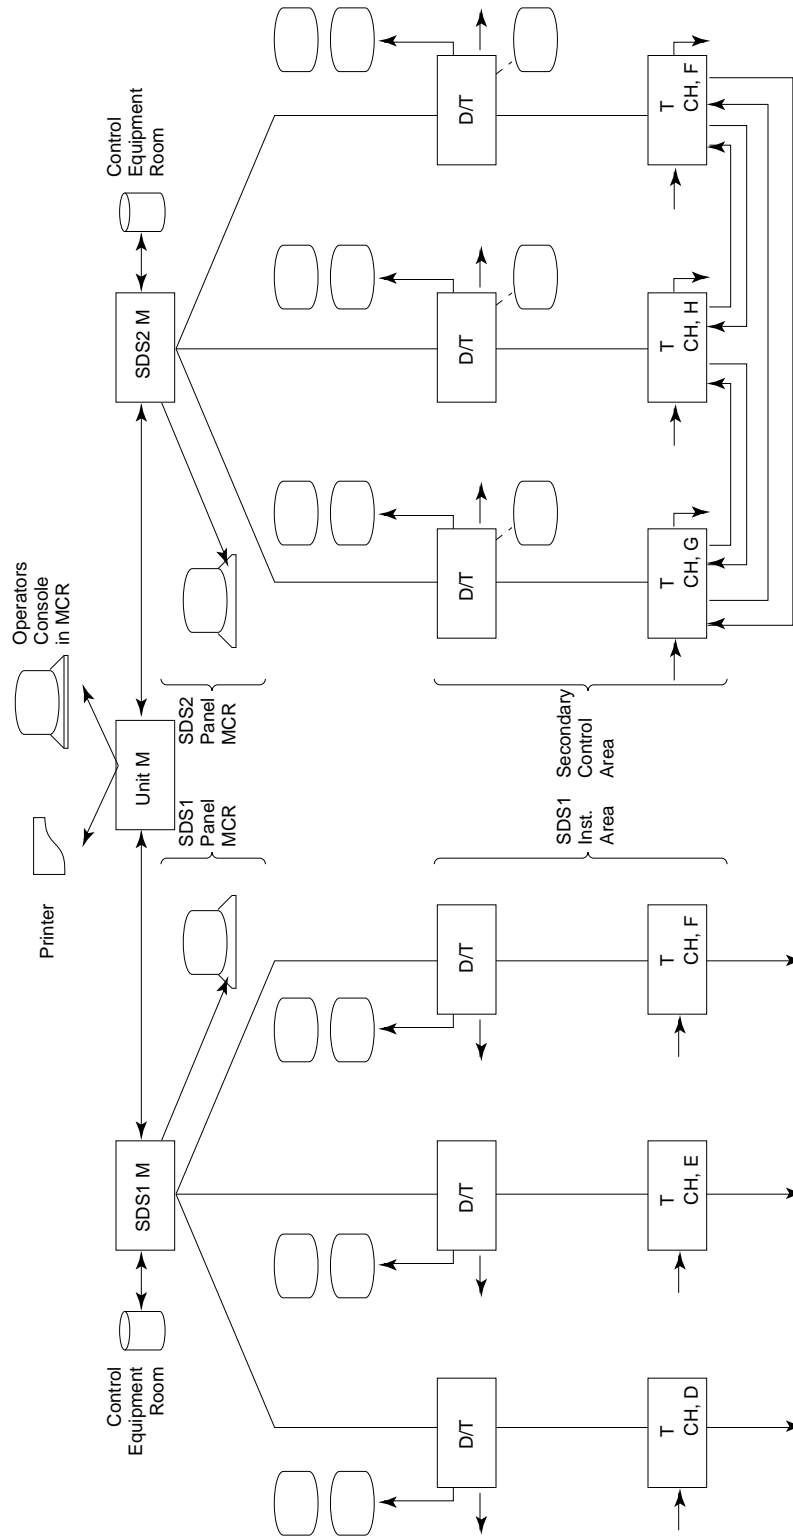 Printer
Operators
Console
in MCR
Control
Equipment
Room
SDS1 M
Unit M
SDS2 M
Control
Equipment
Room
SDS1
Panel
MCR
SDS2
Panel
MCR
D/T
D/T
D/T
D/T
D/T
D/T
SDS1
Inst.
Area
Secondary
Control
Area
T
CH, D
T
CH, E
T
CH, F
T
CH, G
T
CH, H
T
CH, F